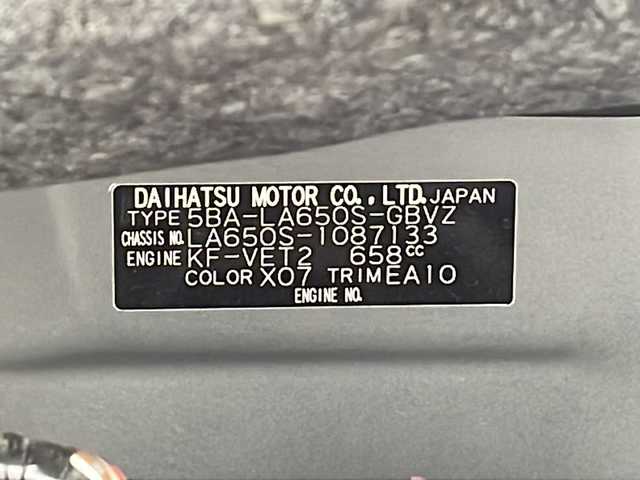 DAIHATSU MOTOR CO., LTD. JAPAN
TYPE 5BA-LA650S-GBVZ
CHASSIS NO. LA650S-1087133
ENGINE KF-VET2 658cc
COLOR X07 TRIM EA10
ENGINE NO.